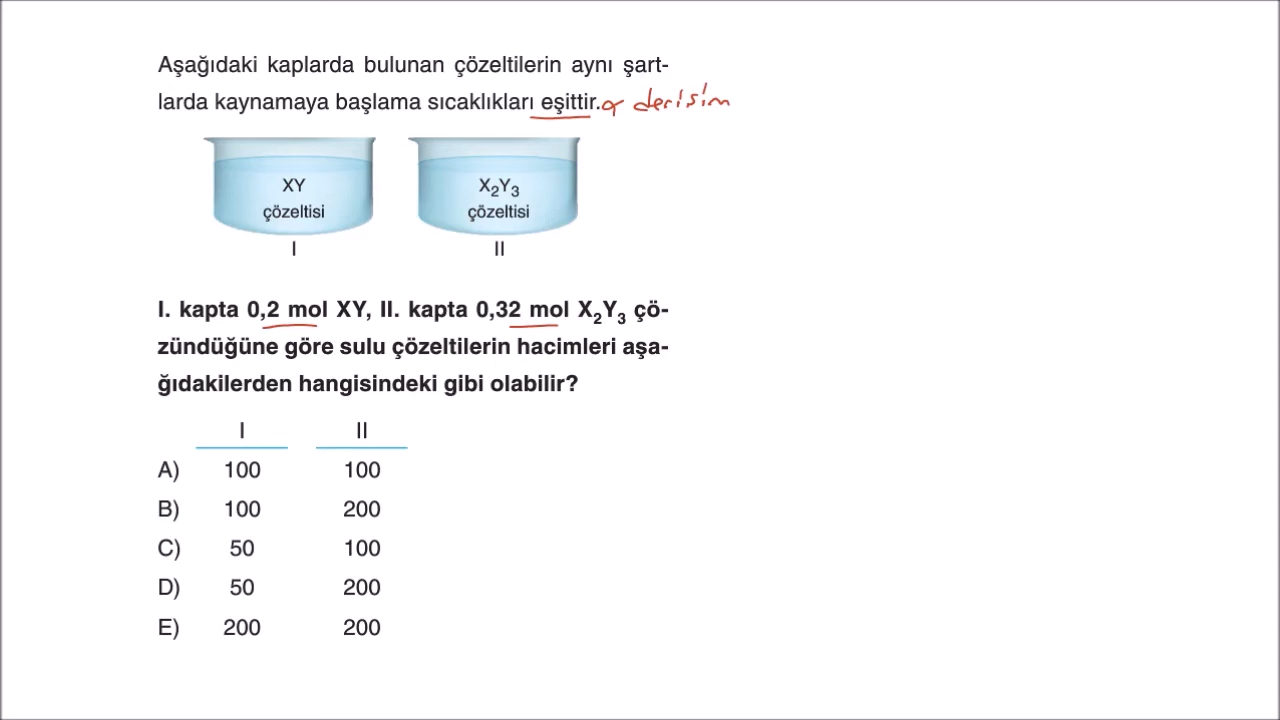 Aşağıdaki kaplarda bulunan çözeltilerin aynı şart-
larda kaynamaya başlama sıcaklıkları eşittir. α derişim
XY X₂Y₃
çözeltisi çözeltisi
I II
I. kapta 0,2 mol XY, II. kapta 0,32 mol X₂Y₃ çö-
zündüğüne göre sulu çözeltilerin hacimleri aşa-
ğıdakilerden hangisindeki gibi olabilir?
I II
A) 100 100
B) 100 200
C) 50 100
D) 50 200
E) 200 200